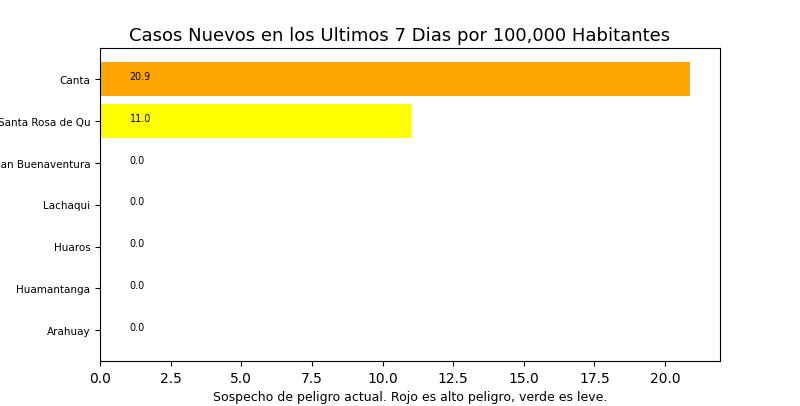 Casos Nuevos en los Ultimos 7 Dias por 100,000 Habitantes
Canta 20.9
Santa Rosa de Qu 11.0
an Buenaventura 0.0
Lachaqui 0.0
Huaros 0.0
Huamantanga 0.0
Arahuay 0.0
0.0 2.5 5.0 7.5 10.0 12.5 15.0 17.5 20.0
Sospecho de peligro actual. Rojo es alto peligro, verde es leve.